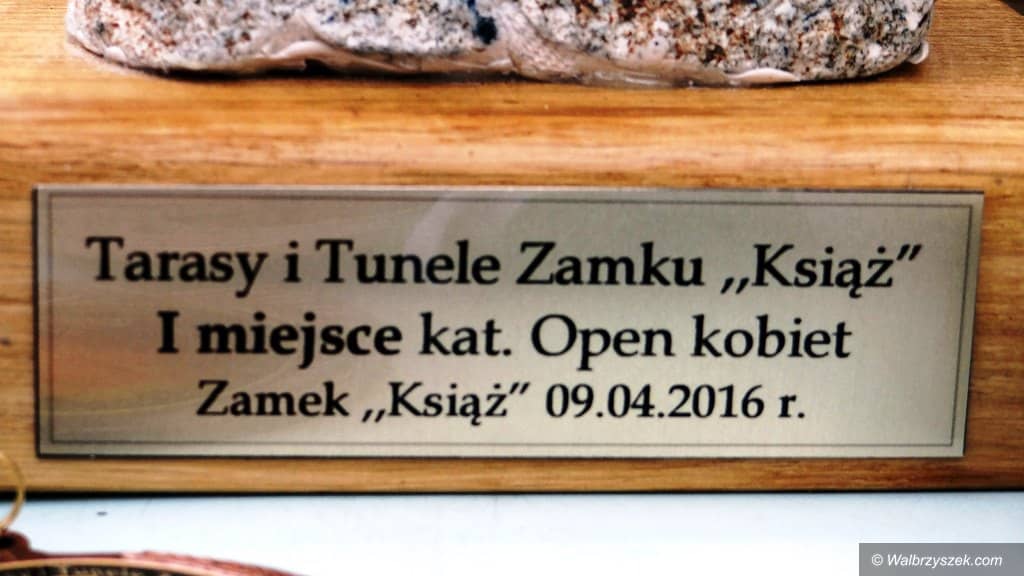 Tarasy i Tunele Zamku ,,Książ”
I miejsce kat. Open kobiet
Zamek ,,Książ” 09.04.2016 r.
© Walbrzyszek.com